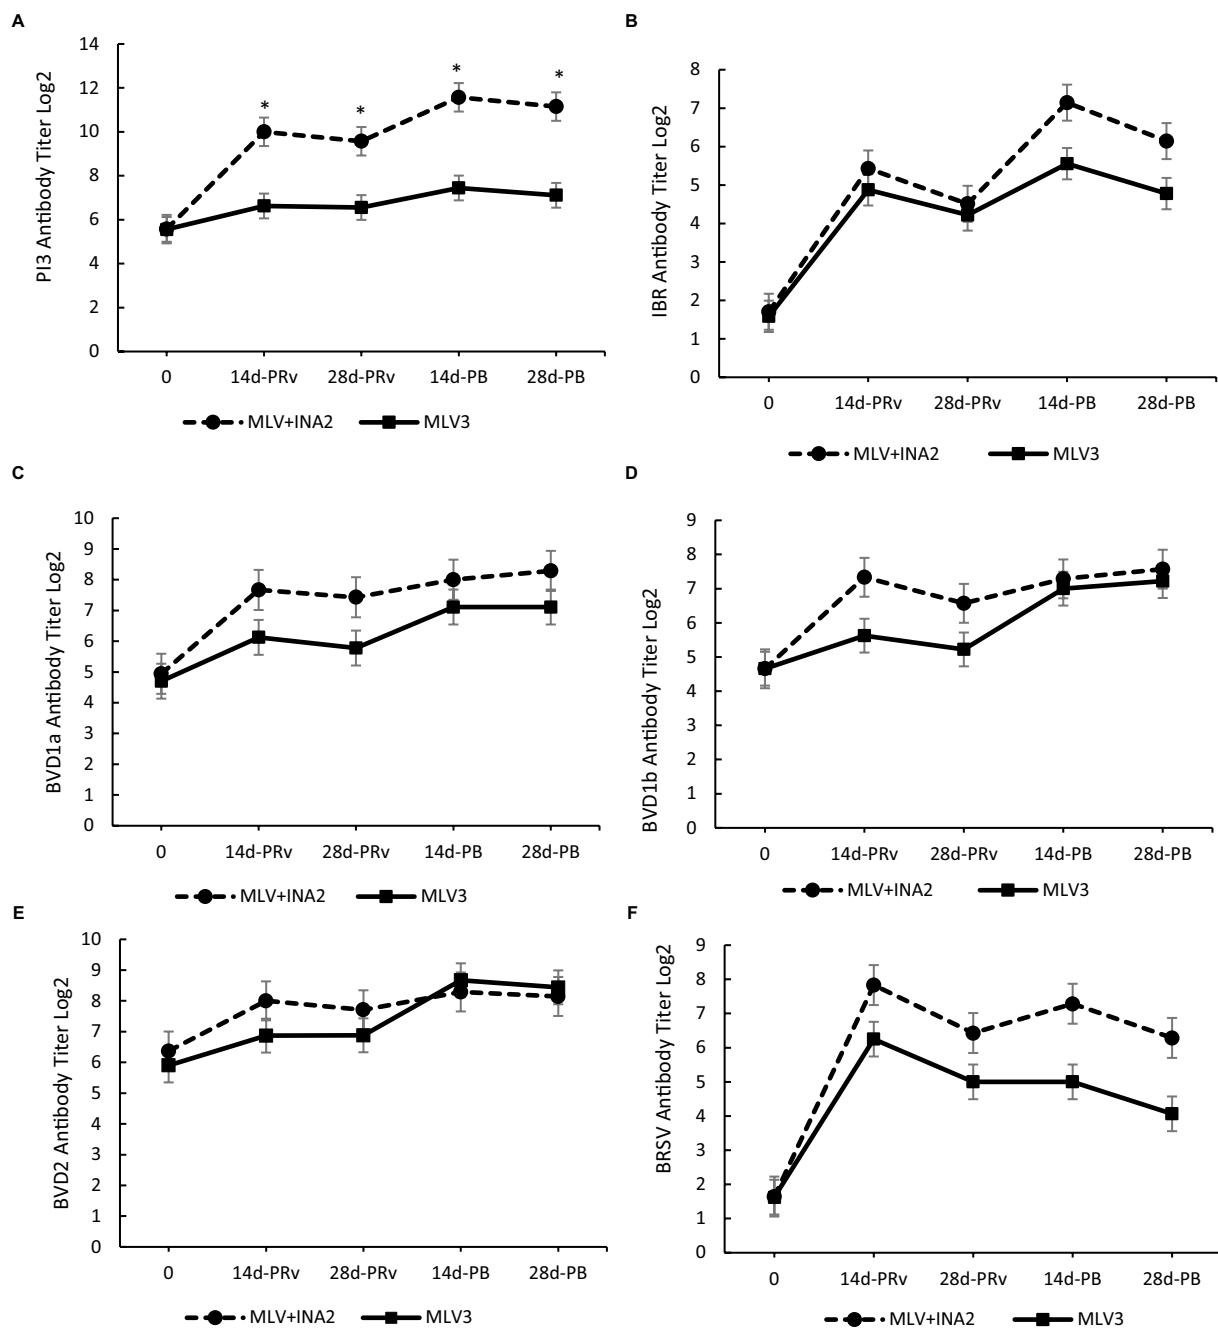 A
PI3 Antibody Titer Log2
14
12
10
8
6
4
2
0
* * * *
0 14d-PRv 28d-PRv 14d-PB 28d-PB
MLV+INA2 MLV3
B
IBR Antibody Titer Log2
8
7
6
5
4
3
2
1
0
0 14d-PRv 28d-PRv 14d-PB 28d-PB
MLV+INA2 MLV3
C
BVD1a Antibody Titer Log2
10
9
8
7
6
5
4
3
2
1
0
0 14d-PRv 28d-PRv 14d-PB 28d-PB
MLV+INA2 MLV3
D
BVD1b Antibody Titer Log2
9
8
7
6
5
4
3
2
1
0
0 14d-PRv 28d-PRv 14d-PB 28d-PB
MLV+INA2 MLV3
E
BVD2 Antibody Titer Log2
10
9
8
7
6
5
4
3
2
1
0
0 14d-PRv 28d-PRv 14d-PB 28d-PB
MLV+INA2 MLV3
F
BRSV Antibody Titer Log2
9
8
7
6
5
4
3
2
1
0
0 14d-PRv 28d-PRv 14d-PB 28d-PB
MLV+INA2 MLV3